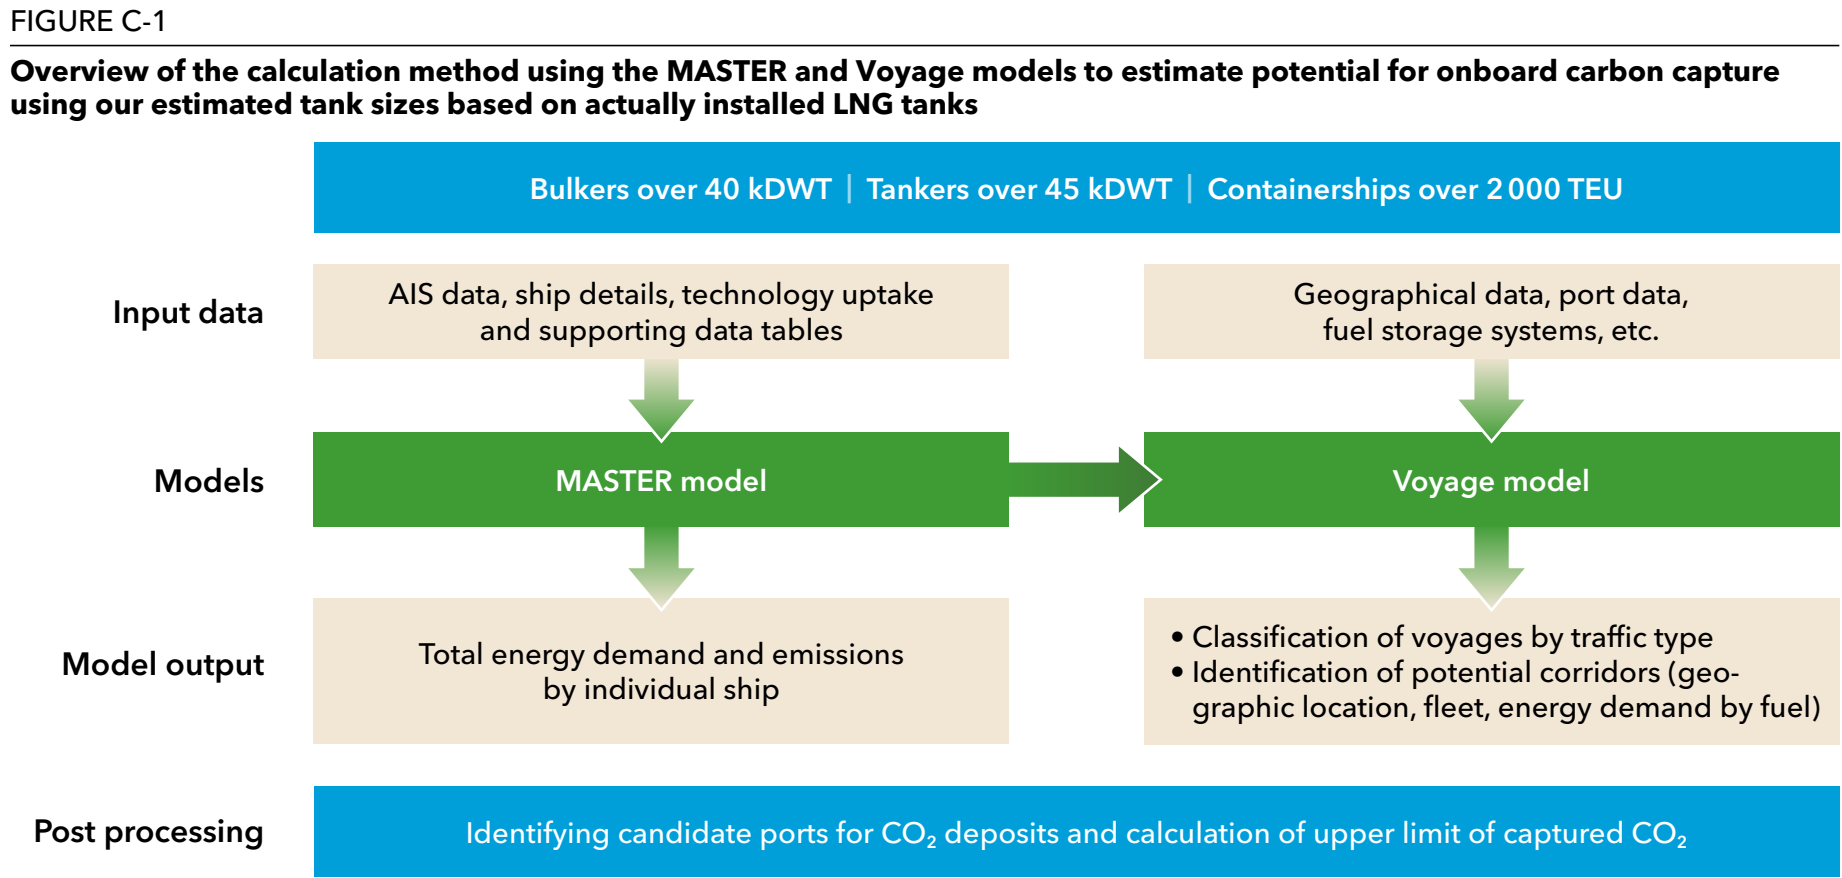 FIGURE C-1
Overview of the calculation method using the MASTER and Voyage models to estimate potential for onboard carbon capture
using our estimated tank sizes based on actually installed LNG tanks
Bulkers over 40 kDWT | Tankers over 45 kDWT | Containerships over 2 000 TEU
Input data
AIS data, ship details, technology uptake
and supporting data tables
Geographical data, port data,
fuel storage systems, etc.
Models
MASTER model
Voyage model
Model output
Total energy demand and emissions
by individual ship
• Classification of voyages by traffic type
• Identification of potential corridors (geo-
graphic location, fleet, energy demand by fuel)
Post processing
Identifying candidate ports for CO₂ deposits and calculation of upper limit of captured CO₂